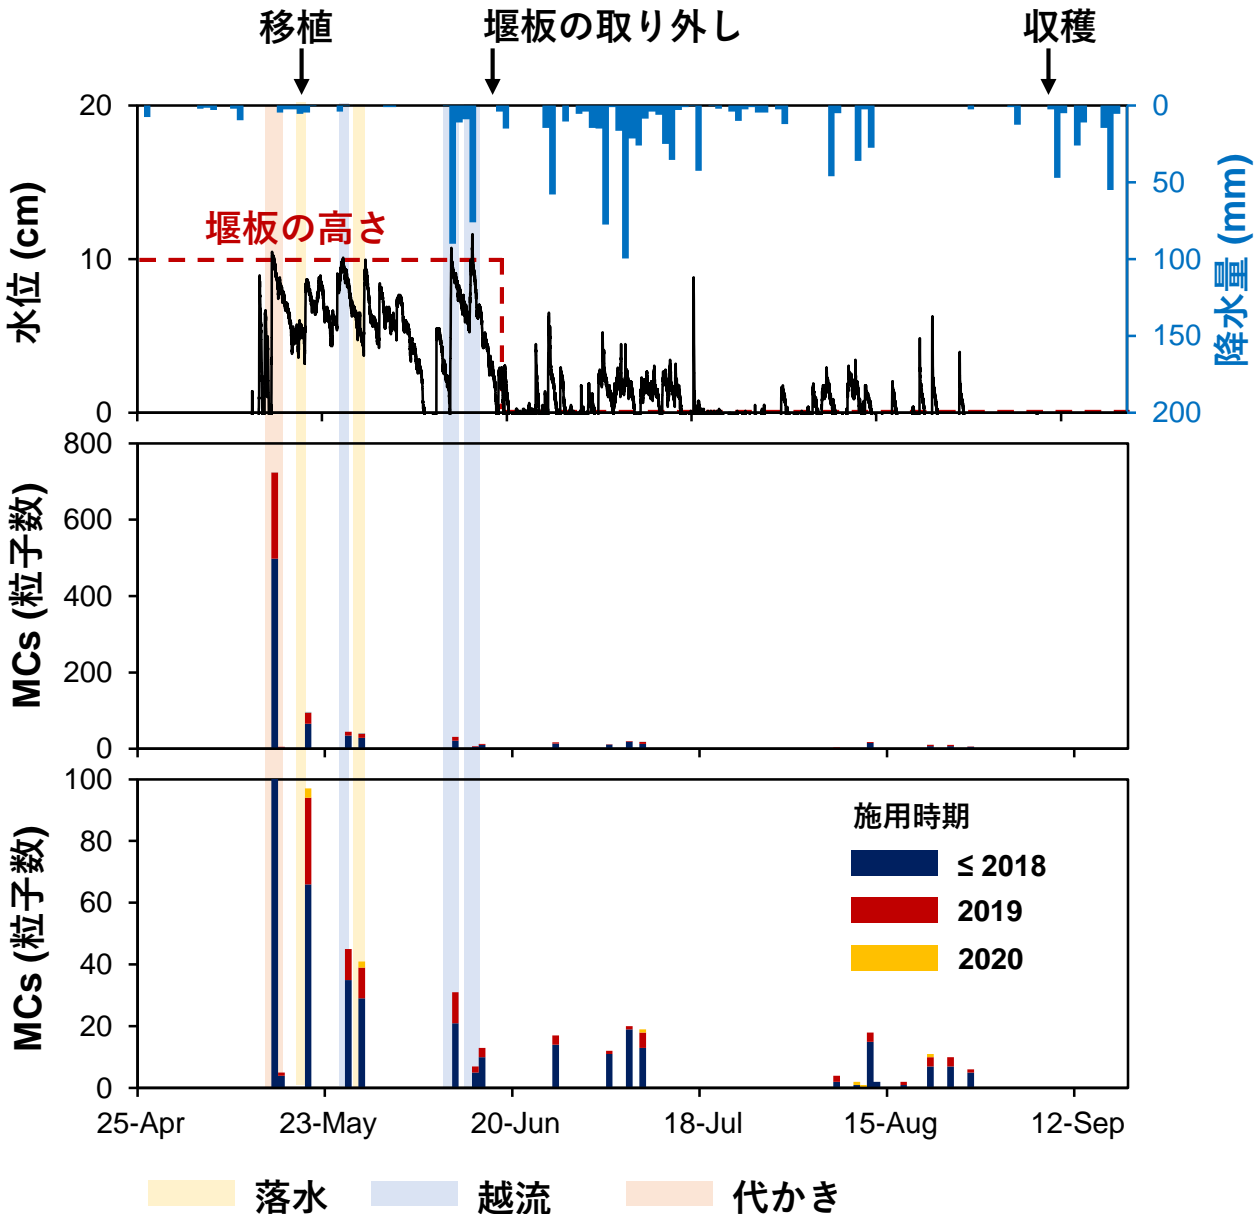 移植 堰板の取り外し 収穫
水位 (cm)
20
10
0
堰板の高さ
0
50
100
150
200
降水量 (mm)
MCs (粒子数)
800
600
400
200
0
MCs (粒子数)
100
80
60
40
20
0
施用時期
≤ 2018
2019
2020
25-Apr 23-May 20-Jun 18-Jul 15-Aug 12-Sep
落水 越流 代かき